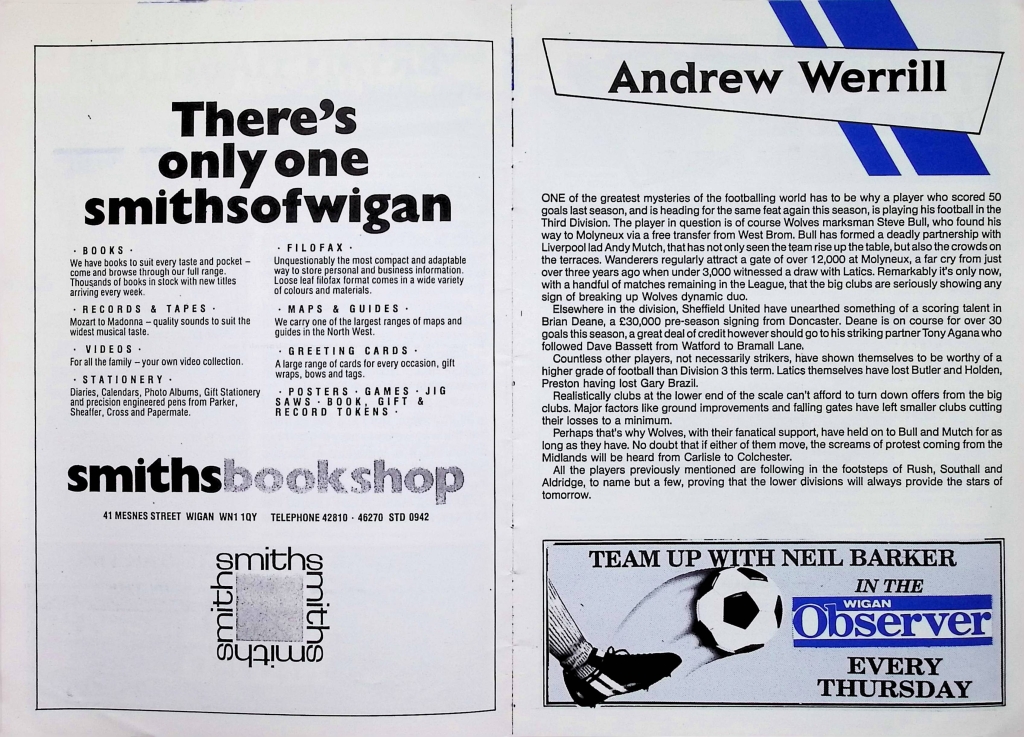 There's
only one
smithsofwigan
· BOOKS ·
We have books to suit every taste and pocket –
come and browse through our full range.
Thousands of books in stock with new titles
arriving every week.
· RECORDS & TAPES ·
Mozart to Madonna – quality sounds to suit the
widest musical taste.
· VIDEOS ·
For all the family – your own video collection.
· STATIONERY ·
Diaries, Calendars, Photo Albums, Gift Stationery
and precision engineered pens from Parker,
Sheaffer, Cross and Papermate.
· FILOFAX ·
Unquestionably the most compact and adaptable
way to store personal and business information.
Loose leaf filofax format comes in a wide variety
of colours and materials.
· MAPS & GUIDES ·
We carry one of the largest ranges of maps and
guides in the North West.
· GREETING CARDS ·
A large range of cards for every occasion, gift
wraps, bows and tags.
· POSTERS · GAMES · JIG
SAWS · BOOK, GIFT &
RECORD TOKENS ·
smithsbookshop
41 MESNES STREET WIGAN WN1 1QY TELEPHONE 42810 · 46270 STD 0942
smiths
smiths
smiths
smiths
Andrew Werrill
ONE of the greatest mysteries of the footballing world has to be why a player who scored 50
goals last season, and is heading for the same feat again this season, is playing his football in the
Third Division. The player in question is of course Wolves marksman Steve Bull, who found his
way to Molyneux via a free transfer from West Brom. Bull has formed a deadly partnership with
Liverpool lad Andy Mutch, that has not only seen the team rise up the table, but also the crowds on
the terraces. Wanderers regularly attract a gate of over 12,000 at Molyneux, a far cry from just
over three years ago when under 3,000 witnessed a draw with Latics. Remarkably it's only now,
with a handful of matches remaining in the League, that the big clubs are seriously showing any
sign of breaking up Wolves dynamic duo.
Elsewhere in the division, Sheffield United have unearthed something of a scoring talent in
Brian Deane, a £30,000 pre-season signing from Doncaster. Deane is on course for over 30
goals this season, a great deal of credit however should go to his striking partner Tony Agana who
followed Dave Bassett from Watford to Bramall Lane.
Countless other players, not necessarily strikers, have shown themselves to be worthy of a
higher grade of football than Division 3 this term. Latics themselves have lost Butler and Holden,
Preston having lost Gary Brazil.
Realistically clubs at the lower end of the scale can't afford to turn down offers from the big
clubs. Major factors like ground improvements and falling gates have left smaller clubs cutting
their losses to a minimum.
Perhaps that's why Wolves, with their fanatical support, have held on to Bull and Mutch for as
long as they have. No doubt that if either of them move, the screams of protest coming from the
Midlands will be heard from Carlisle to Colchester.
All the players previously mentioned are following in the footsteps of Rush, Southall and
Aldridge, to name but a few, proving that the lower divisions will always provide the stars of
tomorrow.
TEAM UP WITH NEIL BARKER
IN THE
WIGAN
Observer
EVERY
THURSDAY